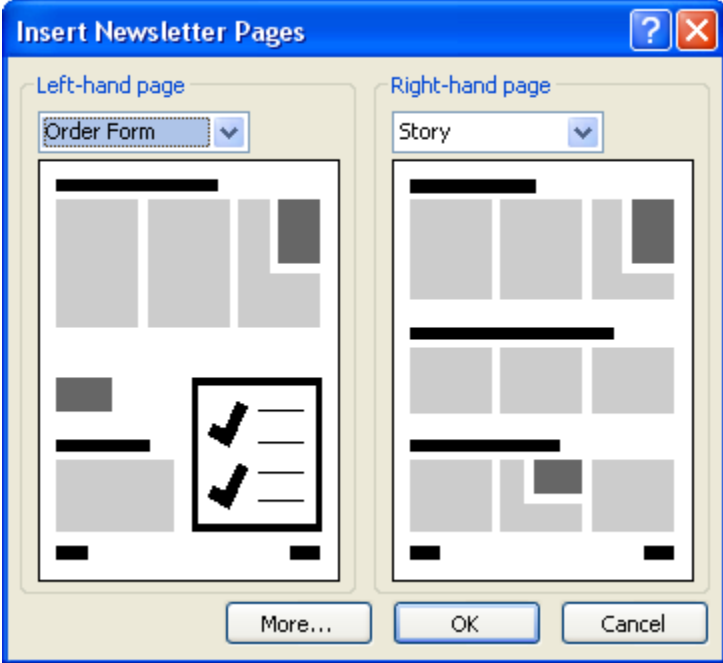 Insert Newsletter Pages
Left-hand page
Order Form
Right-hand page
Story
More...
OK
Cancel